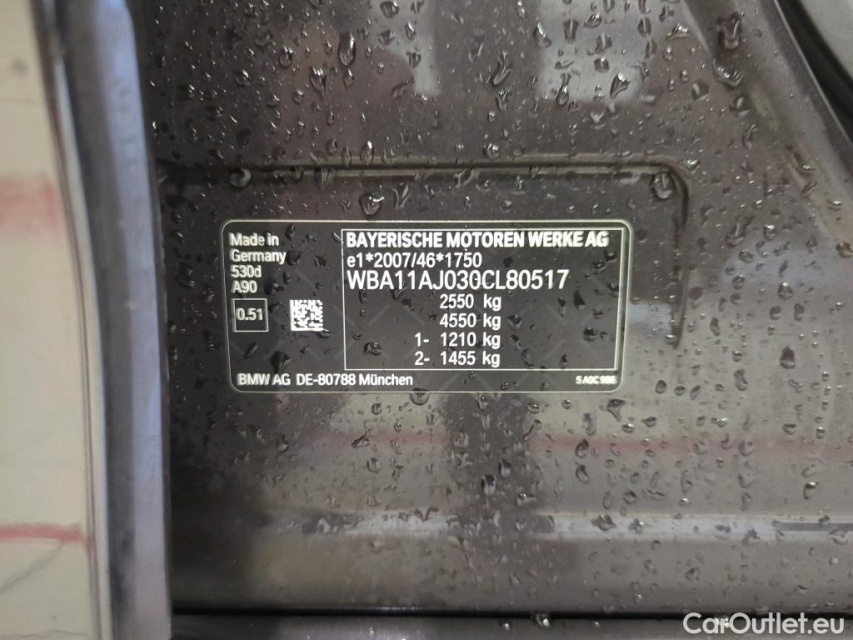 Made in
Germany
530d
A90
0.51
BAYERISCHE MOTOREN WERKE AG
e1*2007/46*1750
WBA11AJ030CL80517
2550 kg
4550 kg
1- 1210 kg
2- 1455 kg
BMW AG DE-80788 München
CarOutlet.eu